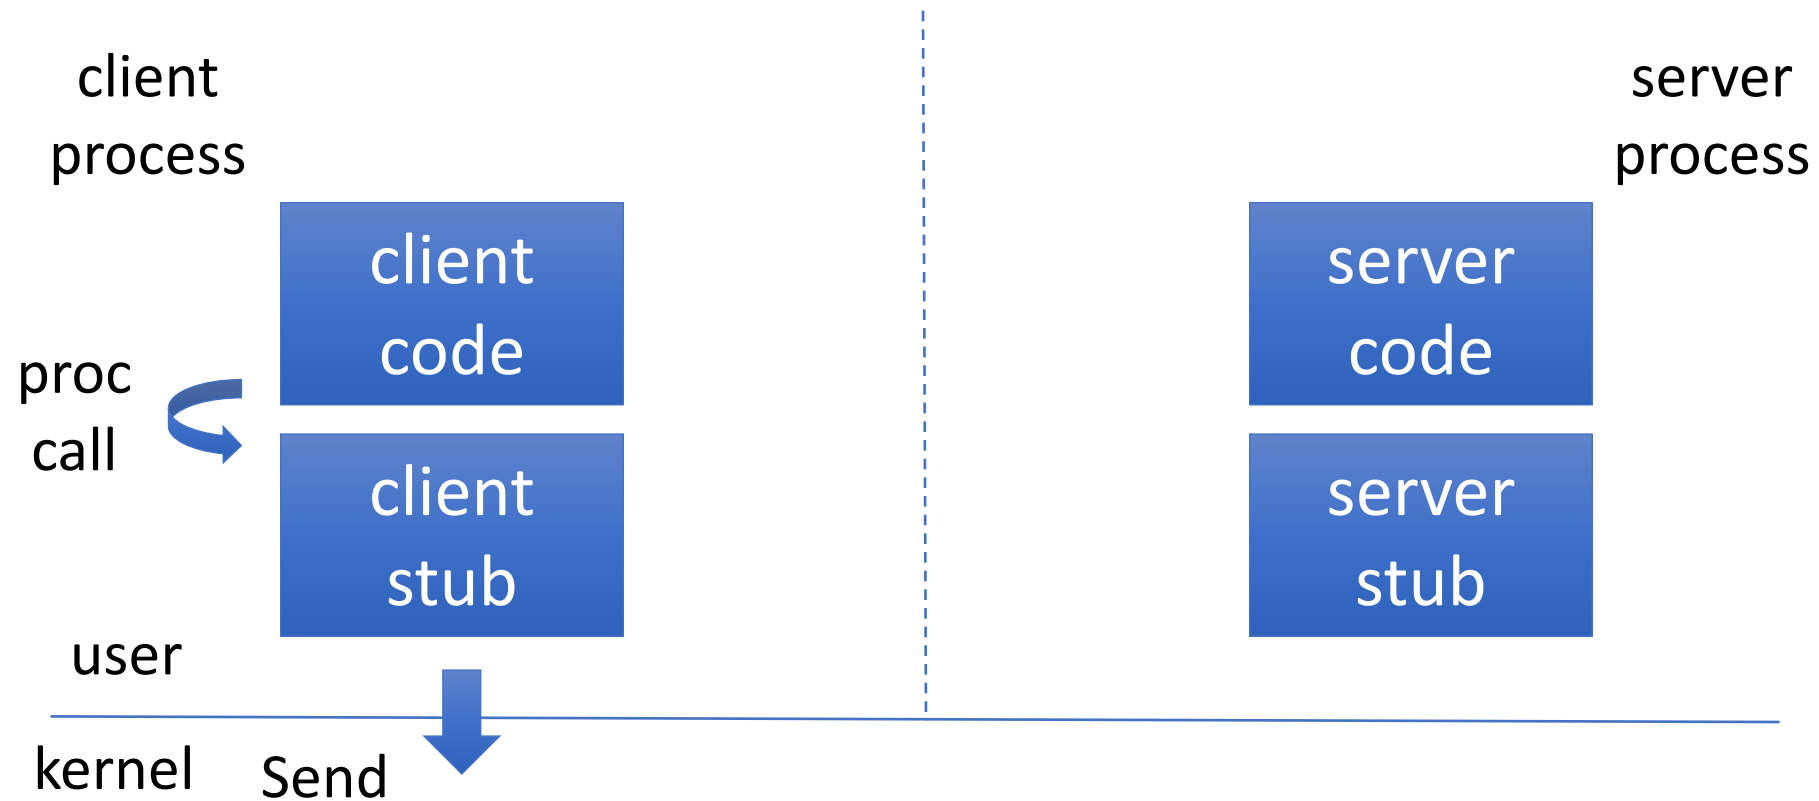 client
process
server
process
client
code
server
code
proc
call
client
stub
server
stub
user
kernel
Send